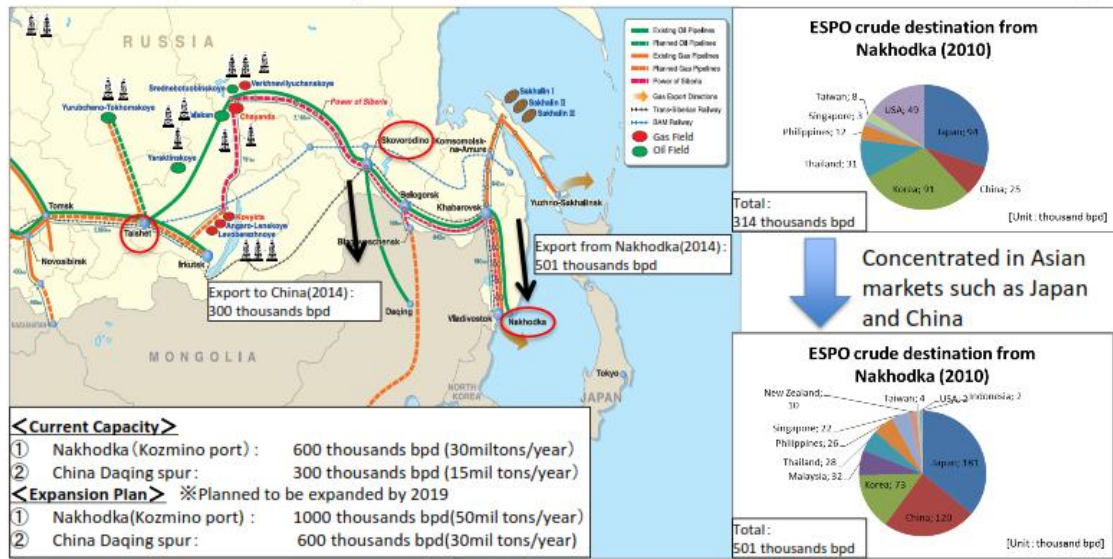 RUSSIA
Srednebotuobinskoye
Verkhnevilyuchenskoye
Yurubcheno-Tokhomskoye
Talakan
Chayanda
Power of Siberia
Yaraktinskoye
Skovorodino
Komsomolsk-
na-Amure
Sakhalin I
Sakhalin II
Sakhalin III
Existing Oil Pipelines
Planned Oil Pipelines
Existing Gas Pipelines
Planned Gas Pipelines
Power of Siberia
Gas Export Directions
Trans-Siberian Railway
BAM Railway
Gas Field
Oil Field
Tomsk
Taishet
Kovykta
Angaro-Lenskoye
Levoberezhnoye
Novosibirsk
Irkutsk
Belogorsk
Blagoveschensk
Khabarovsk
Yuzhno-Sakhalinsk
Export to China(2014) :
300 thousands bpd
Export from Nakhodka(2014) :
501 thousands bpd
Daqing
Vladivostok
Nakhodka
KAZAKHSTAN
MONGOLIA
NORTH
KOREA
Tokyo
JAPAN
<Current Capacity>
① Nakhodka(Kozmino port) : 600 thousands bpd (30miltons/year)
② China Daqing spur : 300 thousands bpd (15mil tons/year)
<Expansion Plan> ※Planned to be expanded by 2019
① Nakhodka(Kozmino port) : 1000 thousands bpd(50mil tons/year)
② China Daqing spur : 600 thousands bpd(30mil tons/year)
ESPO crude destination from
Nakhodka (2010)
Taiwan; 8
USA; 49
Singapore; 3
Japan; 94
Philippines; 12
Thailand; 31
Korea; 91
China; 25
Total:
314 thousands bpd
[Unit : thousand bpd]
Concentrated in Asian
markets such as Japan
and China
ESPO crude destination from
Nakhodka (2010)
New Zealand;
10
Taiwan; 4
USA; 2
Indonesia; 2
Singapore; 22
Philippines; 26
Thailand; 28
Malaysia; 32
Japan; 181
Korea; 73
China; 120
Total:
501 thousands bpd
[Unit : thousand bpd]